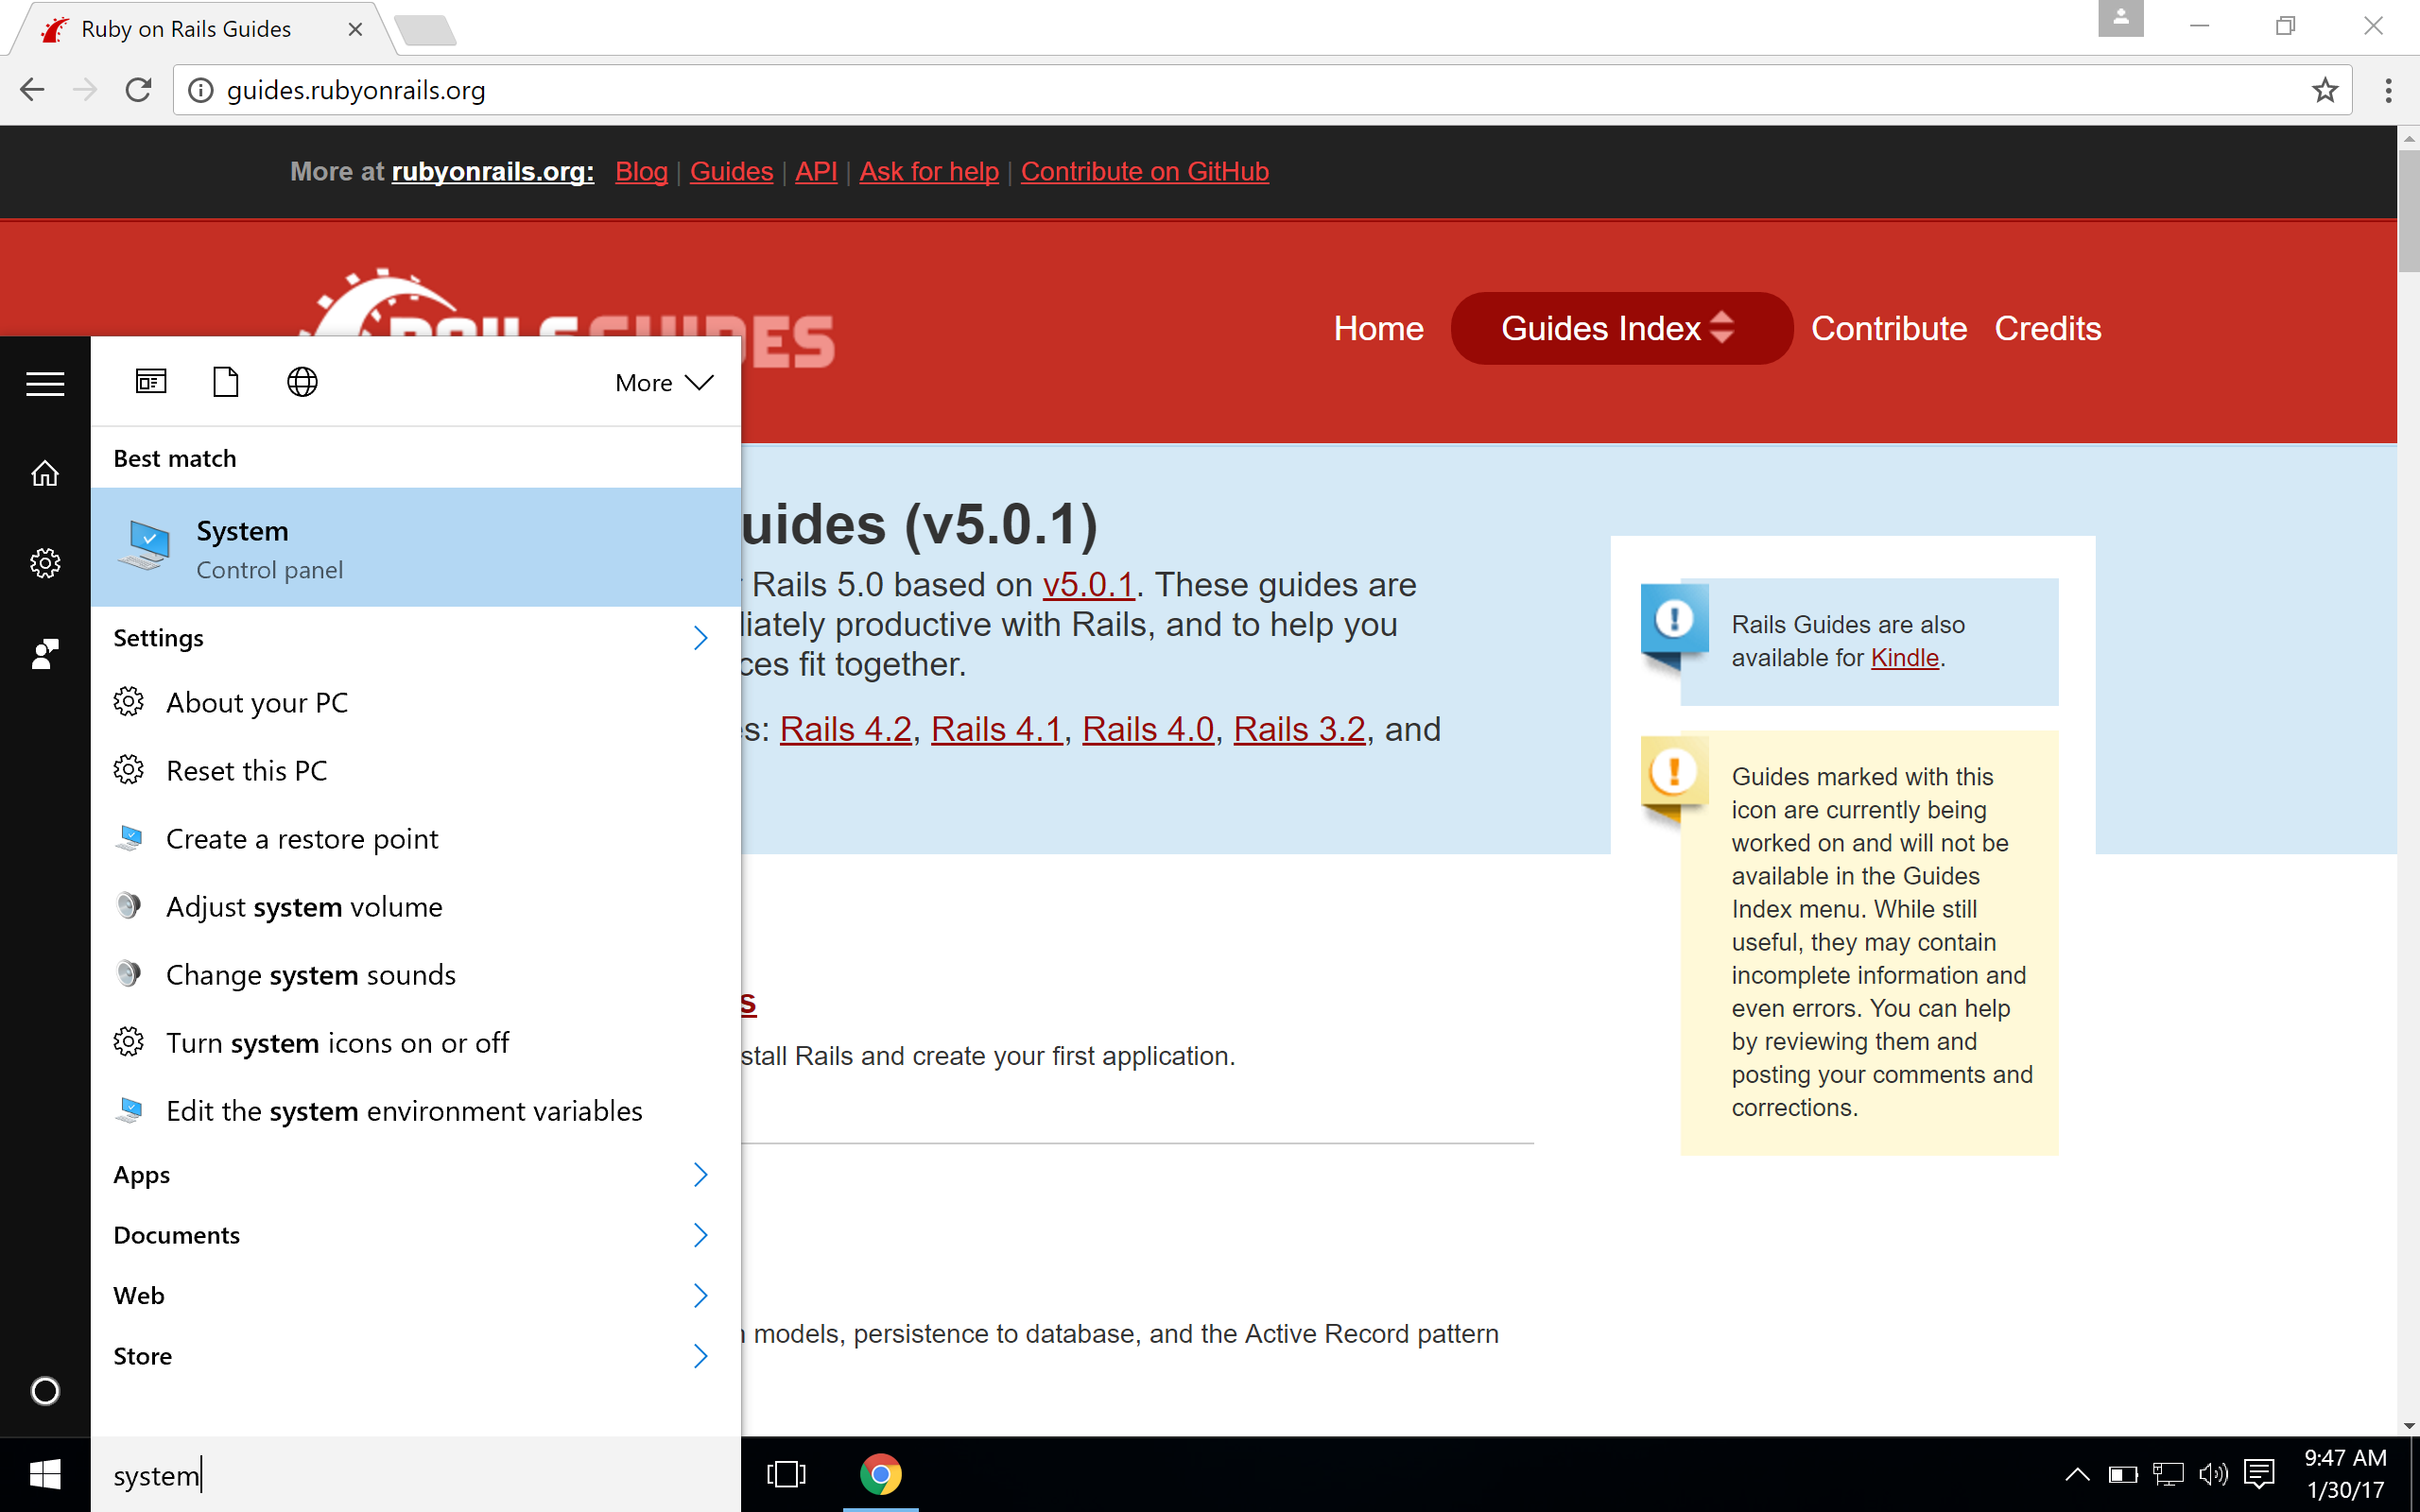 Ruby on Rails Guides
guides.rubyonrails.org
More at rubyonrails.org: Blog | Guides | API | Ask for help | Contribute on GitHub
GUIDES
Home Guides Index Contribute Credits
More
Best match
System
Control panel
Settings
About your PC
Reset this PC
Create a restore point
Adjust system volume
Change system sounds
Turn system icons on or off
Edit the system environment variables
Apps
Documents
Web
Store
system
uides (v5.0.1)
Rails 5.0 based on v5.0.1. These guides are
iately productive with Rails, and to help you
ces fit together.
es: Rails 4.2, Rails 4.1, Rails 4.0, Rails 3.2, and
s
stall Rails and create your first application.
models, persistence to database, and the Active Record pattern
Rails Guides are also
available for Kindle.
Guides marked with this
icon are currently being
worked on and will not be
available in the Guides
Index menu. While still
useful, they may contain
incomplete information and
even errors. You can help
by reviewing them and
posting your comments and
corrections.
9:47 AM
1/30/17